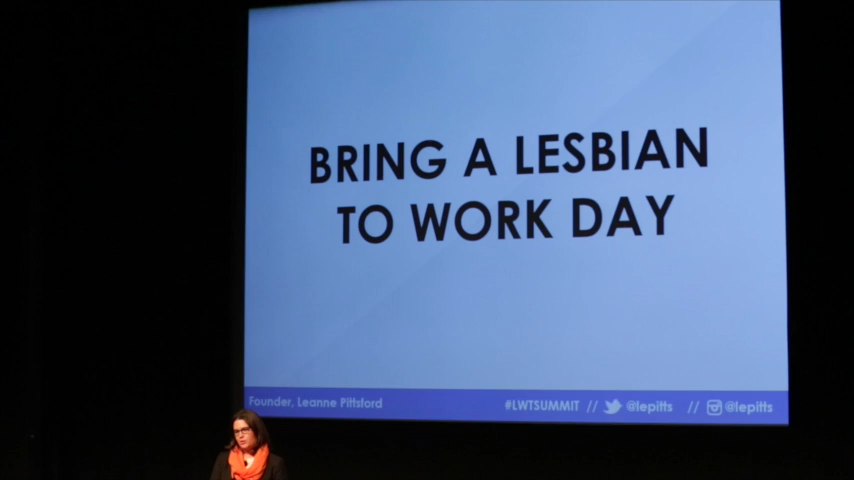 BRING A LESBIAN
TO WORK DAY
Founder, Leanne Pittsford
#LWTSUMMIT // @lepitts // @lepitts